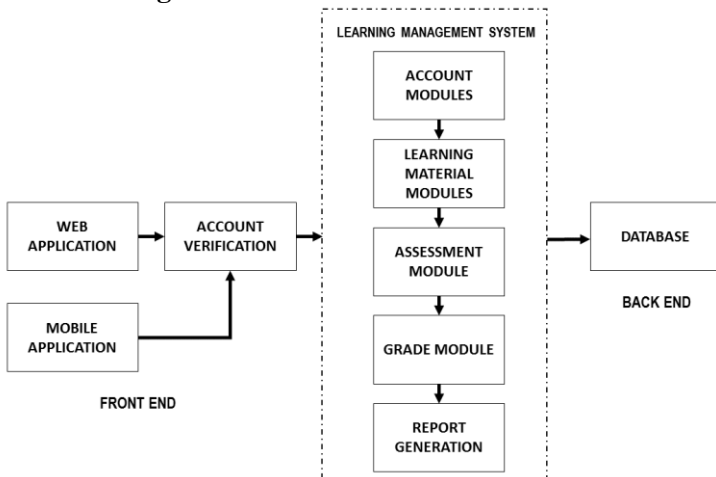 LEARNING MANAGEMENT SYSTEM
ACCOUNT
MODULES
LEARNING
MATERIAL
MODULES
ASSESSMENT
MODULE
GRADE MODULE
REPORT
GENERATION
WEB
APPLICATION
ACCOUNT
VERIFICATION
MOBILE
APPLICATION
FRONT END
DATABASE
BACK END